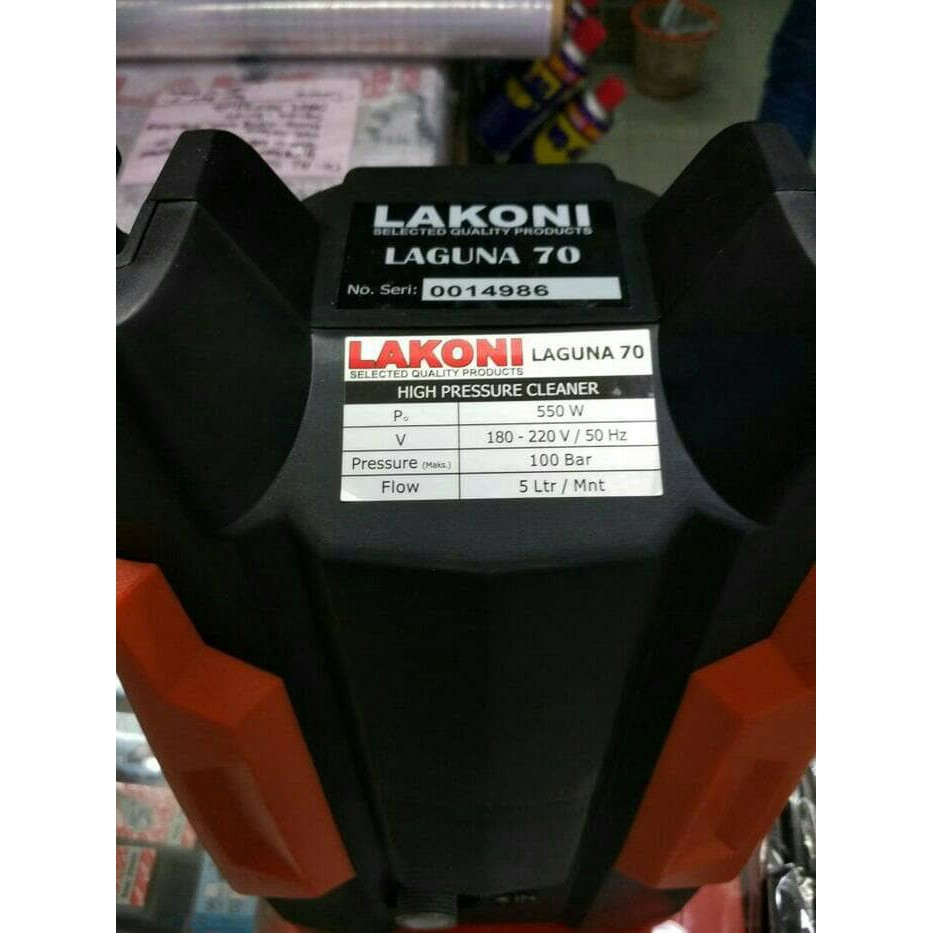 LAKONI
SELECTED QUALITY PRODUCTS
LAGUNA 70
No. Seri: 0014986
LAKONI LAGUNA 70
SELECTED QUALITY PRODUCTS
HIGH PRESSURE CLEANER
P₀ 550 W
V 180 - 220 V / 50 Hz
Pressure (Maks.) 100 Bar
Flow 5 Ltr / Mnt
IN